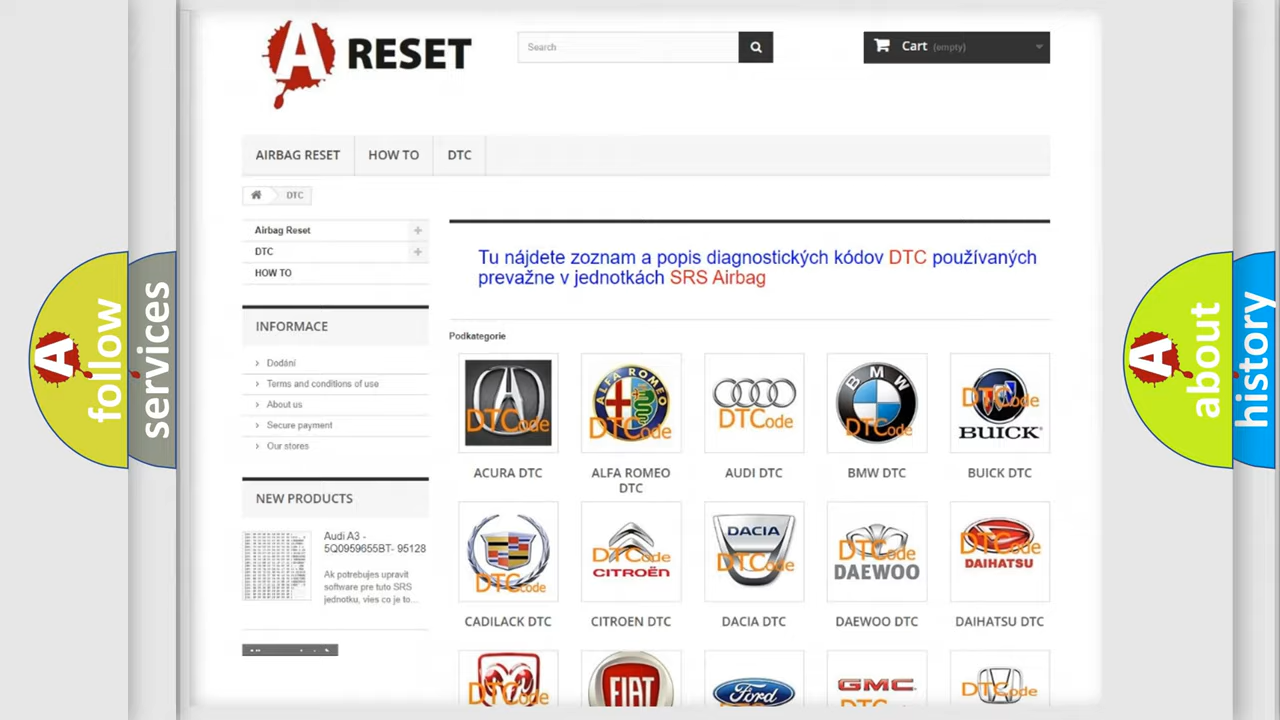 A RESET
Search
Cart (empty)
AIRBAG RESET
HOW TO
DTC
DTC
Airbag Reset
DTC
HOW TO
INFORMACE
Dodání
Terms and conditions of use
About us
Secure payment
Our stores
NEW PRODUCTS
Audi A3 -
5Q0959655BT- 95128
Ak potrebujes upravit
software pre tuto SRS
jednotku, vies co je to...
Tu nájdete zoznam a popis diagnostických kódov DTC používaných
prevažne v jednotkách SRS Airbag
Podkategorie
DTCode
ALFA ROMEO
DTCode
DTCode
BMW
DTCode
DTCode
BUICK
ACURA DTC
ALFA ROMEO
DTC
AUDI DTC
BMW DTC
BUICK DTC
DTCode
DTCode
CITROËN
DACIA
DTCode
DTCode
DAEWOO
DTCode
DAIHATSU
CADILACK DTC
CITROEN DTC
DACIA DTC
DAEWOO DTC
DAIHATSU DTC
DTCode
FIAT
Ford
GMC
DTCode
A follow
services
A about
history